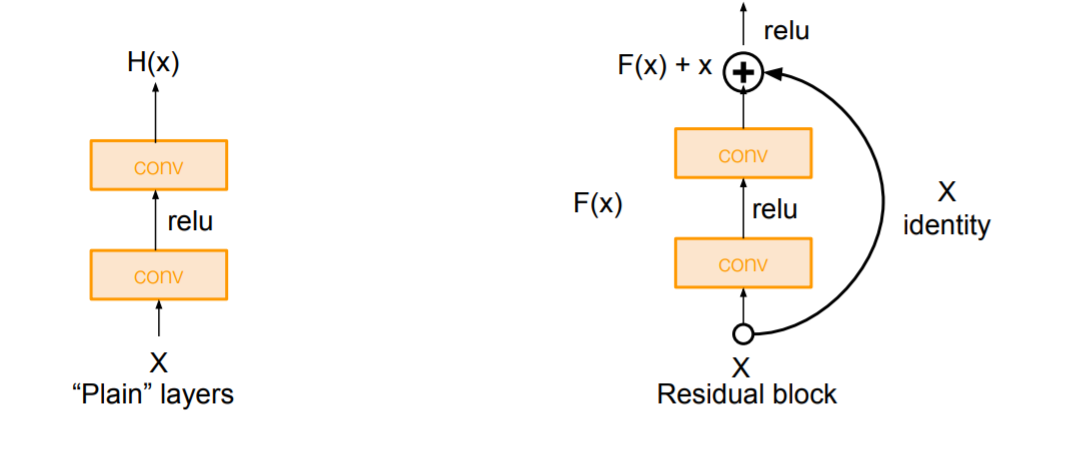 H(x)
conv
relu
conv
X
“Plain” layers
relu
F(x) + x
conv
F(x)
relu
X
identity
conv
X
Residual block